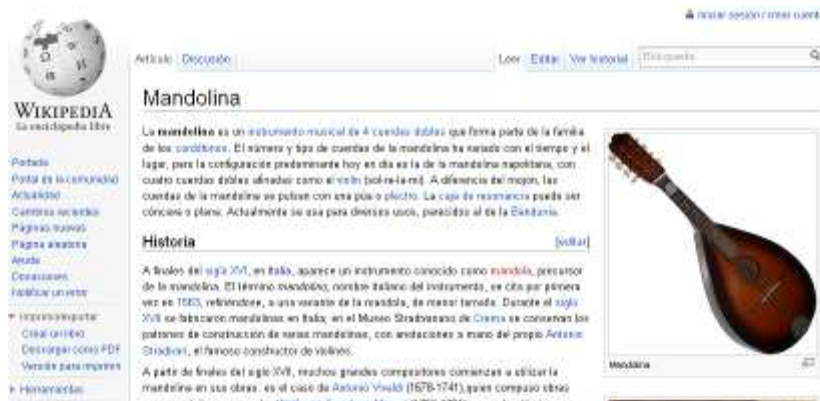 Iniciar sesión / crear cuenta
Artículo Discusión Leer Editar Ver historial Búsqueda
WIKIPEDIA
La enciclopedia libre
Portada
Portal de la comunidad
Actualidad
Cambios recientes
Páginas nuevas
Página aleatoria
Ayuda
Donaciones
Notificar un error
Imprimir/exportar
Crear un libro
Descargar como PDF
Versión para imprimir
Herramientas
Mandolina
La mandolina es un instrumento musical de 4 cuerdas dobles que forma parte de la familia
de los cordófonos. El número y tipo de cuerdas de la mandolina ha variado con el tiempo y el
lugar, pero la configuración predominante hoy en día es la de la mandolina napolitana, con
cuatro cuerdas dobles afinadas como el violín (sol-re-la-mi). A diferencia del mojon, las
cuerdas de la mandolina se pulsan con una púa o plectro. La caja de resonancia puede ser
cóncava o plana. Actualmente se usa para diversos usos, parecidos al de la Bandurria.
Historia [editar]
A finales del siglo XVI, en Italia, aparece un instrumento conocido como mandola, precursor
de la mandolina. El término mandolino, nombre italiano del instrumento, se cita por primera
vez en 1583, refiriéndose, a una variante de la mandola, de menor tamaño. Durante el siglo
XVII se fabricaron mandolinas en Italia; en el Museo Stradivariano de Crema se conservan los
patrones de construcción de varias mandolinas, con anotaciones a mano del propio Antonio
Stradivari, el famoso constructor de violines.
A partir de finales del siglo XVII, muchos grandes compositores comienzan a utilizar la
mandolina en sus obras. es el caso de Antonio Vivaldi (1678-1741), quien compuso obras
Mandolina